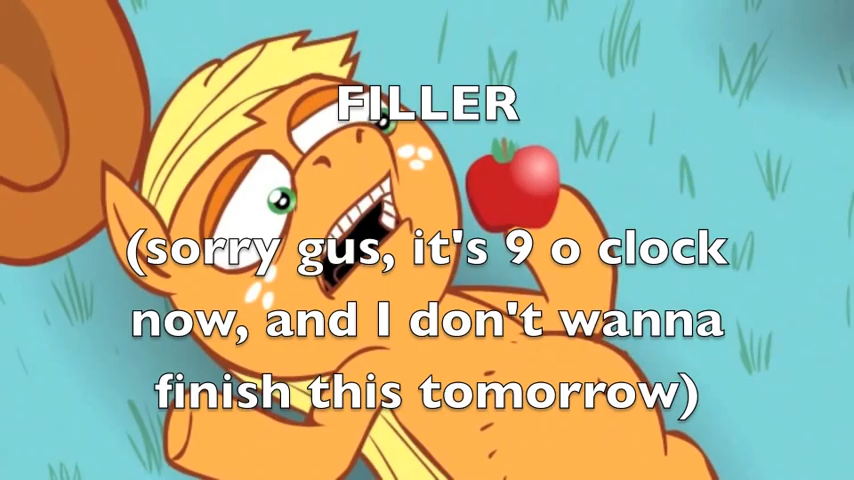 FILLER
(sorry gus, it's 9 o clock
now, and I don't wanna
finish this tomorrow)